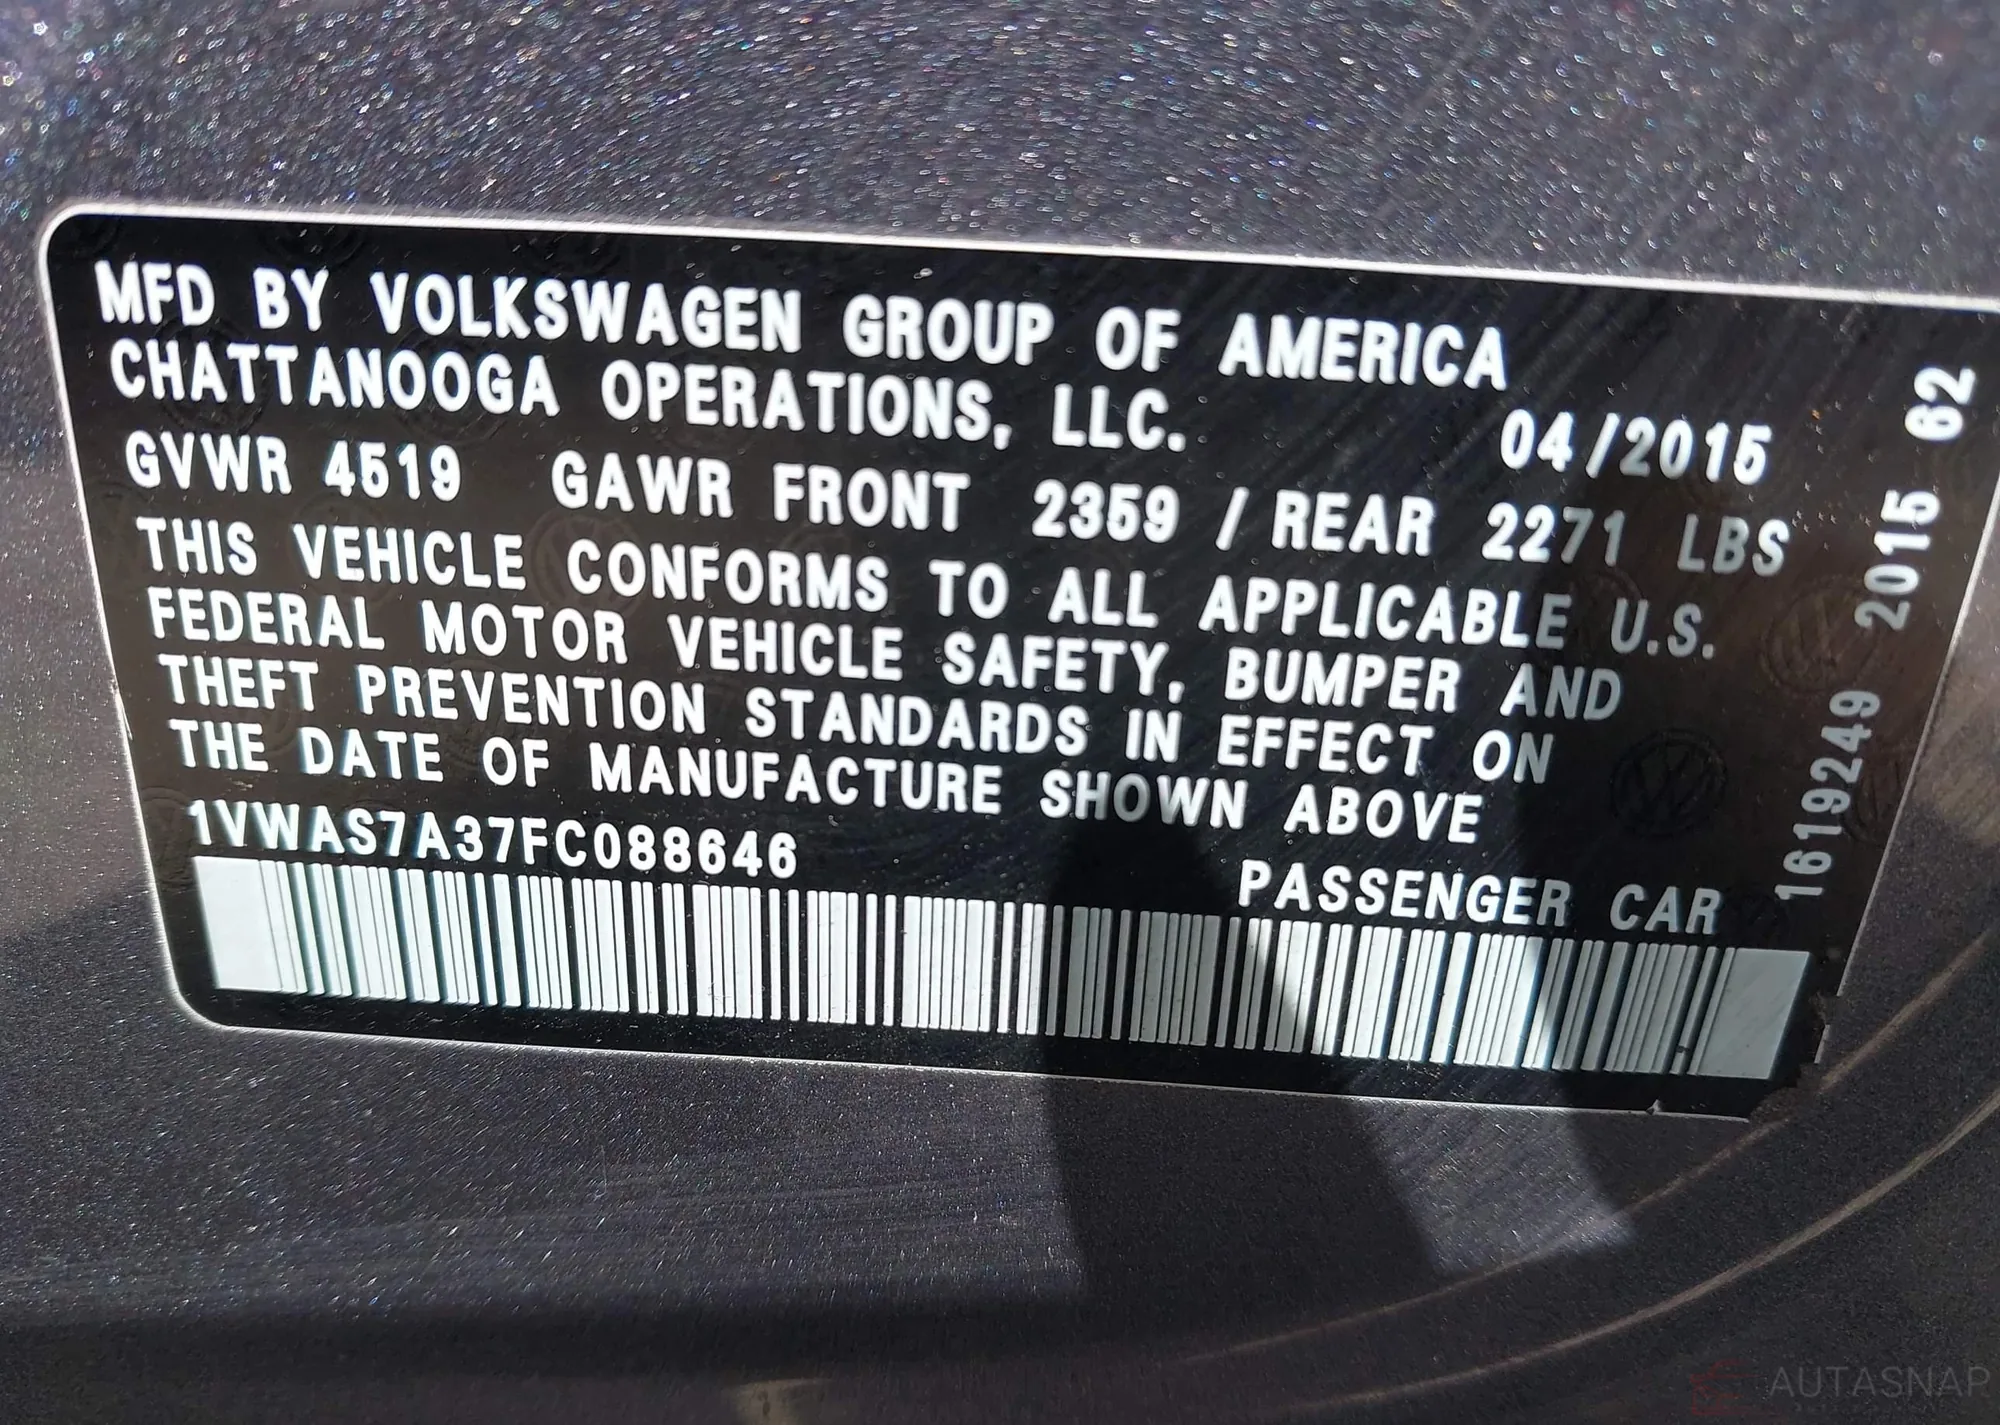 MFD BY VOLKSWAGEN GROUP OF AMERICA
CHATTANOOGA OPERATIONS, LLC.
04/2015
GVWR 4519 GAWR FRONT 2359 / REAR 2271 LBS
THIS VEHICLE CONFORMS TO ALL APPLICABLE U.S.
FEDERAL MOTOR VEHICLE SAFETY, BUMPER AND
THEFT PREVENTION STANDARDS IN EFFECT ON
THE DATE OF MANUFACTURE SHOWN ABOVE
1VWAS7A37FC088646
PASSENGER CAR
1619249 2015 2015 62
AUTASNAP